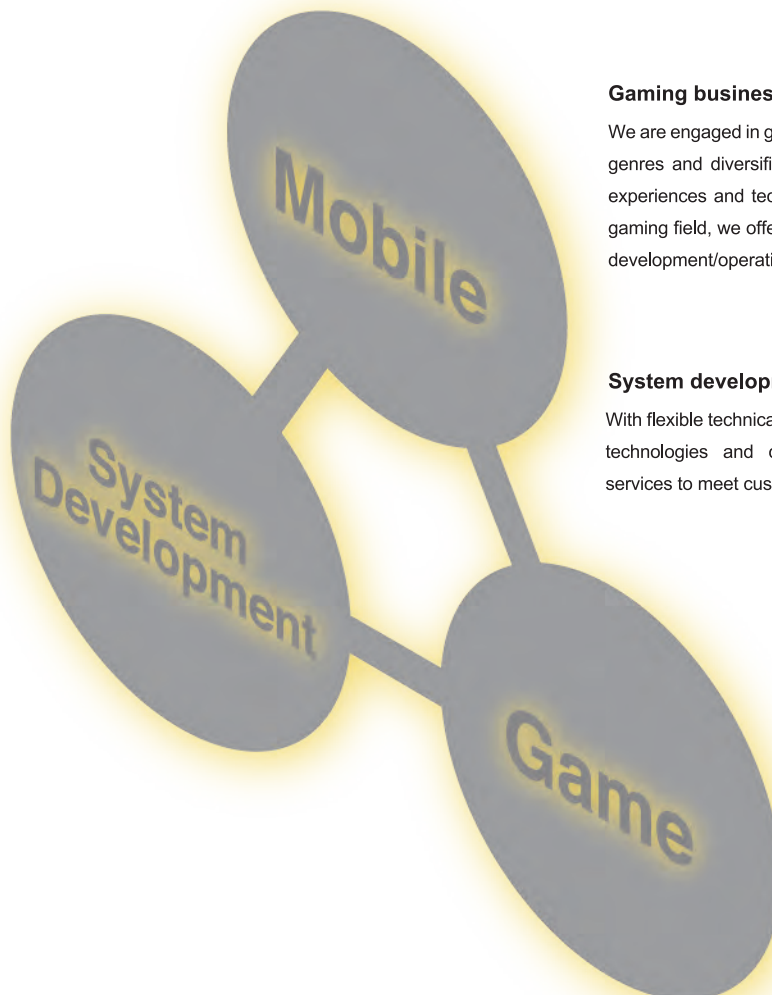 Mobile
System
Development
Game
Gaming busines
We are engaged in g
genres and diversifi
experiences and tec
gaming field, we offe
development/operati
System developm
With flexible technica
technologies and c
services to meet cus